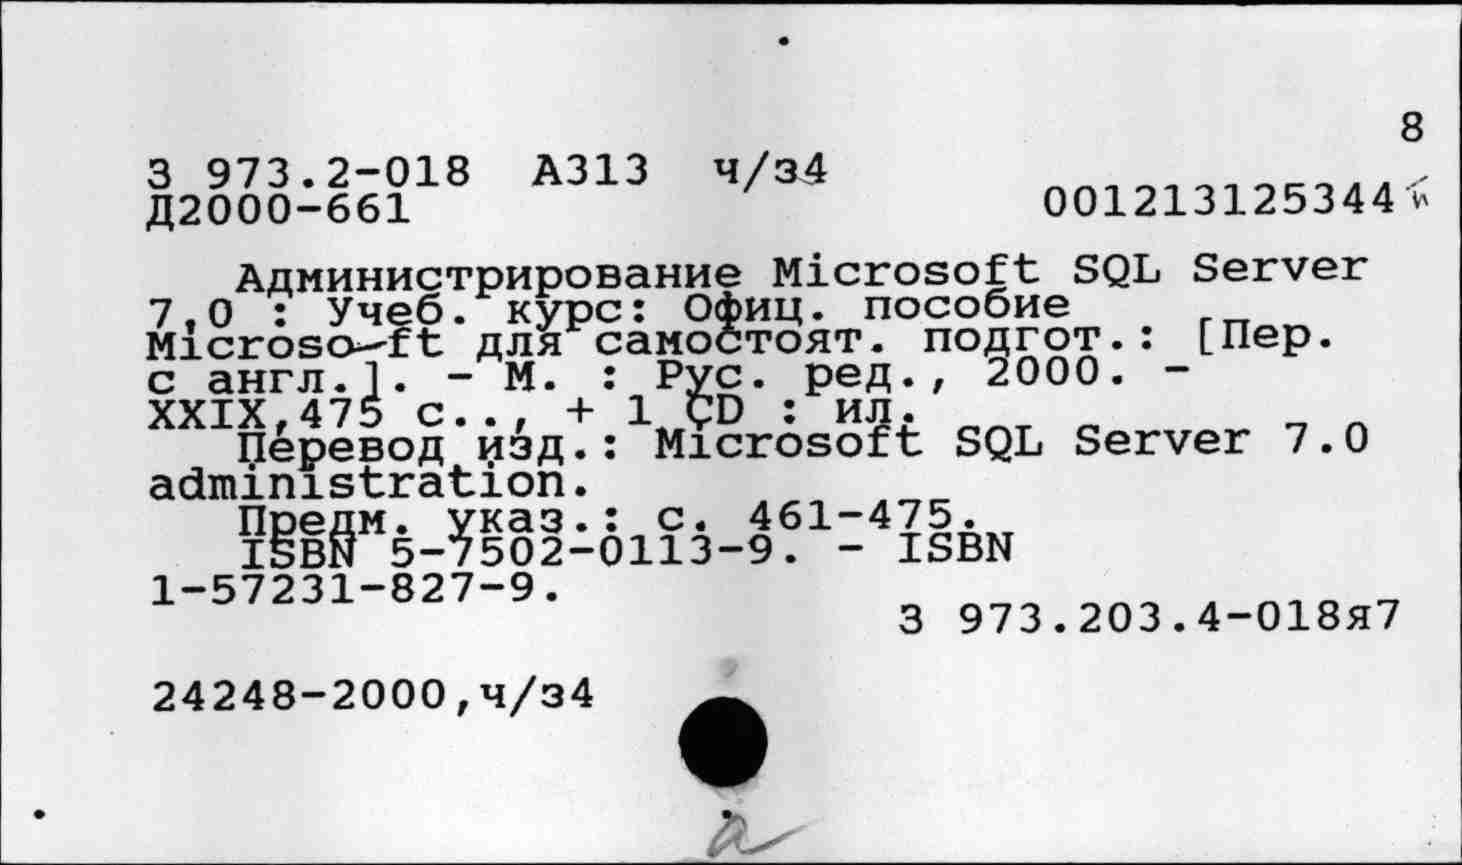 8
З 973.2-018 А313 ч/з4
Д2000-661 001213125344
Администрирование Microsoft SQL Server
7.0 : Учеб. курс: Офиц. пособие
Microso-ft для самостоят. подгот.: [Пер.
с англ.]. - М. : Рус. ред., 2000. -
XXIX,475 с.., + 1 CD : ил.
Перевод изд.: Microsoft SQL Server 7.0
administration.
Предм. указ.: с. 461-475.
ISBN 5-7502-0113-9. - ISBN
1-57231-827-9.
З 973.203.4-018я7
24248-2000,ч/з4
а